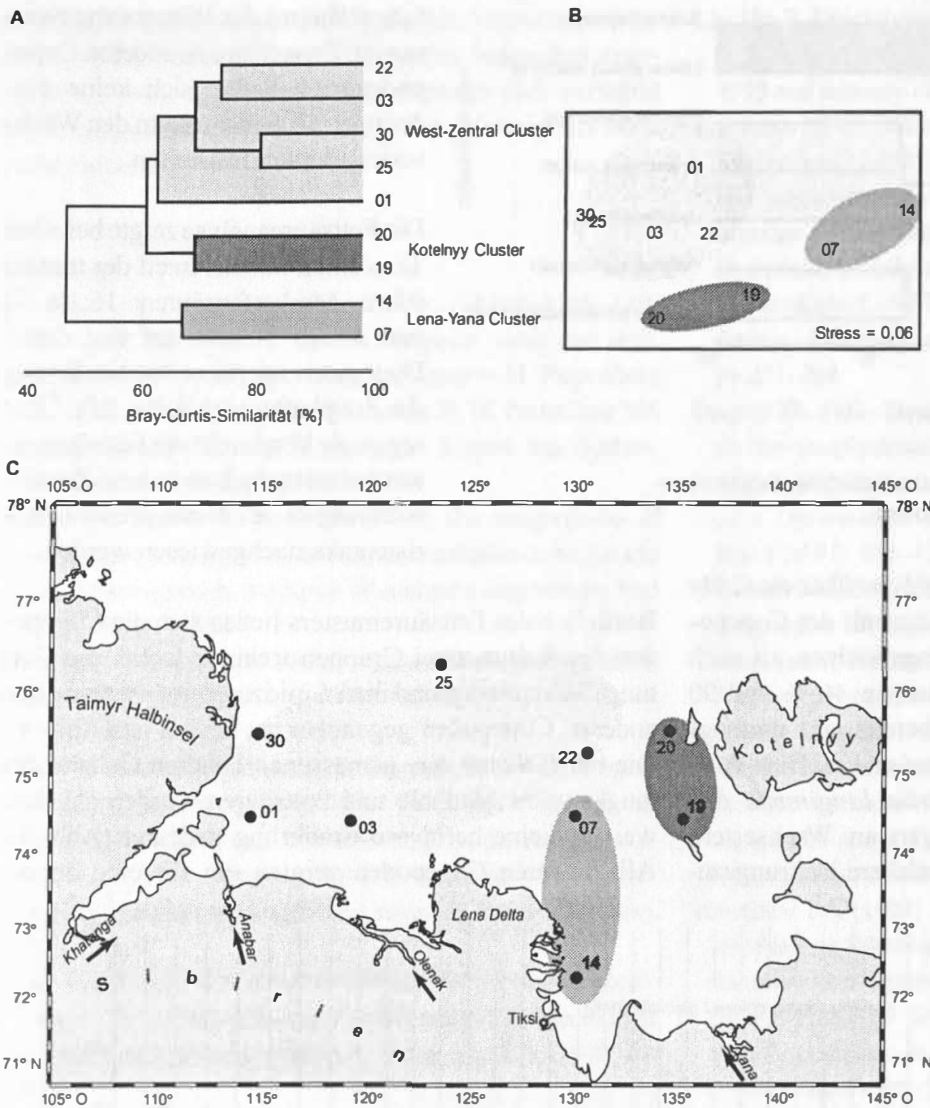 A
22
03
30
West-Zentral Cluster
25
01
20
Kotelnyy Cluster
19
14
Lena-Yana Cluster
07
40 60 80 100
Bray-Curtis-Similarität [%]
B
01
14
30
25
03
22
07
19
20
Stress = 0,06
C
105°O 110° 115° 120° 125° 130° 135° 140° 145°O
78° N 78° N
77° 77°
76° 76°
75° 75°
74° 74°
73° 73°
72° 72°
71° N 71° N
25
Taimyr Halbinsel
30
22
20
Kotelnyy
01
03
07
19
Lena Delta
Khatanga
Anabar
Olenek
14
Sibirien
Tiksi
Yana
105°O 110° 115° 120° 125° 130° 135° 140° 145° O